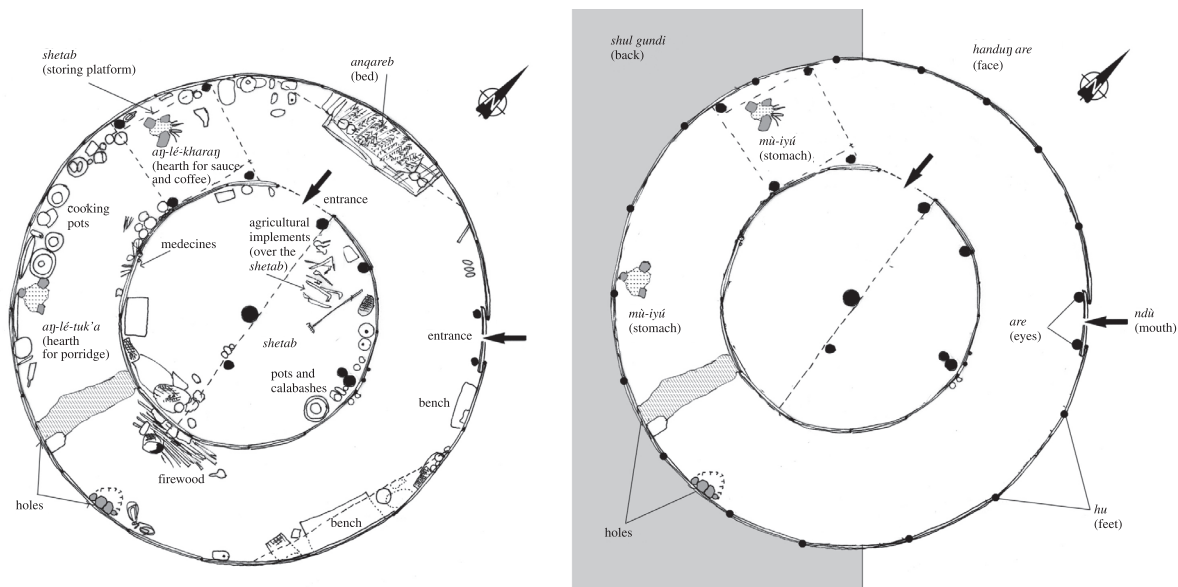 shetab
(storing platform)
anqareb
(bed)
aŋ-lé-kharaŋ
(hearth for sauce
and coffee)
entrance
cooking
pots
agricultural
implements
(over the
shetab)
medecines
aŋ-lé-tuk'a
(hearth
for porridge)
shetab
entrance
pots and
calabashes
bench
firewood
holes
bench
shul gundi
(back)
handuŋ are
(face)
mù-iyú
(stomach)
mù-iyú
(stomach)
are
(eyes)
ndù
(mouth)
holes
hu
(feet)